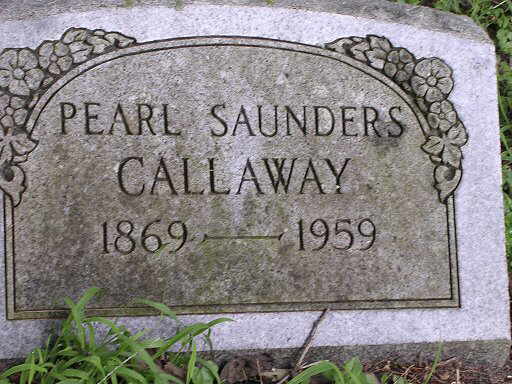 PEARL SAUNDERS
CALLAWAY
1869 — 1959